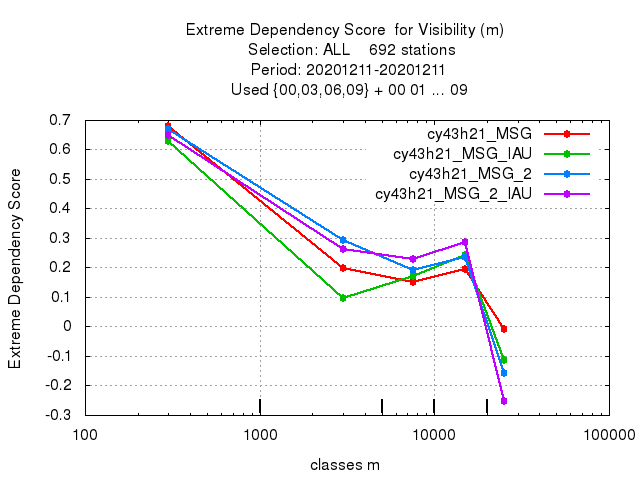 Extreme Dependency Score  for Visibility (m)
Selection: ALL    692 stations
Period: 20201211-20201211
Used {00,03,06,09} + 00 01 ... 09
cy43h21_MSG
cy43h21_MSG_IAU
cy43h21_MSG_2
cy43h21_MSG_2_IAU
Extreme Dependency Score
0.7
0.6
0.5
0.4
0.3
0.2
0.1
0
-0.1
-0.2
-0.3
100 1000 10000 100000
classes m